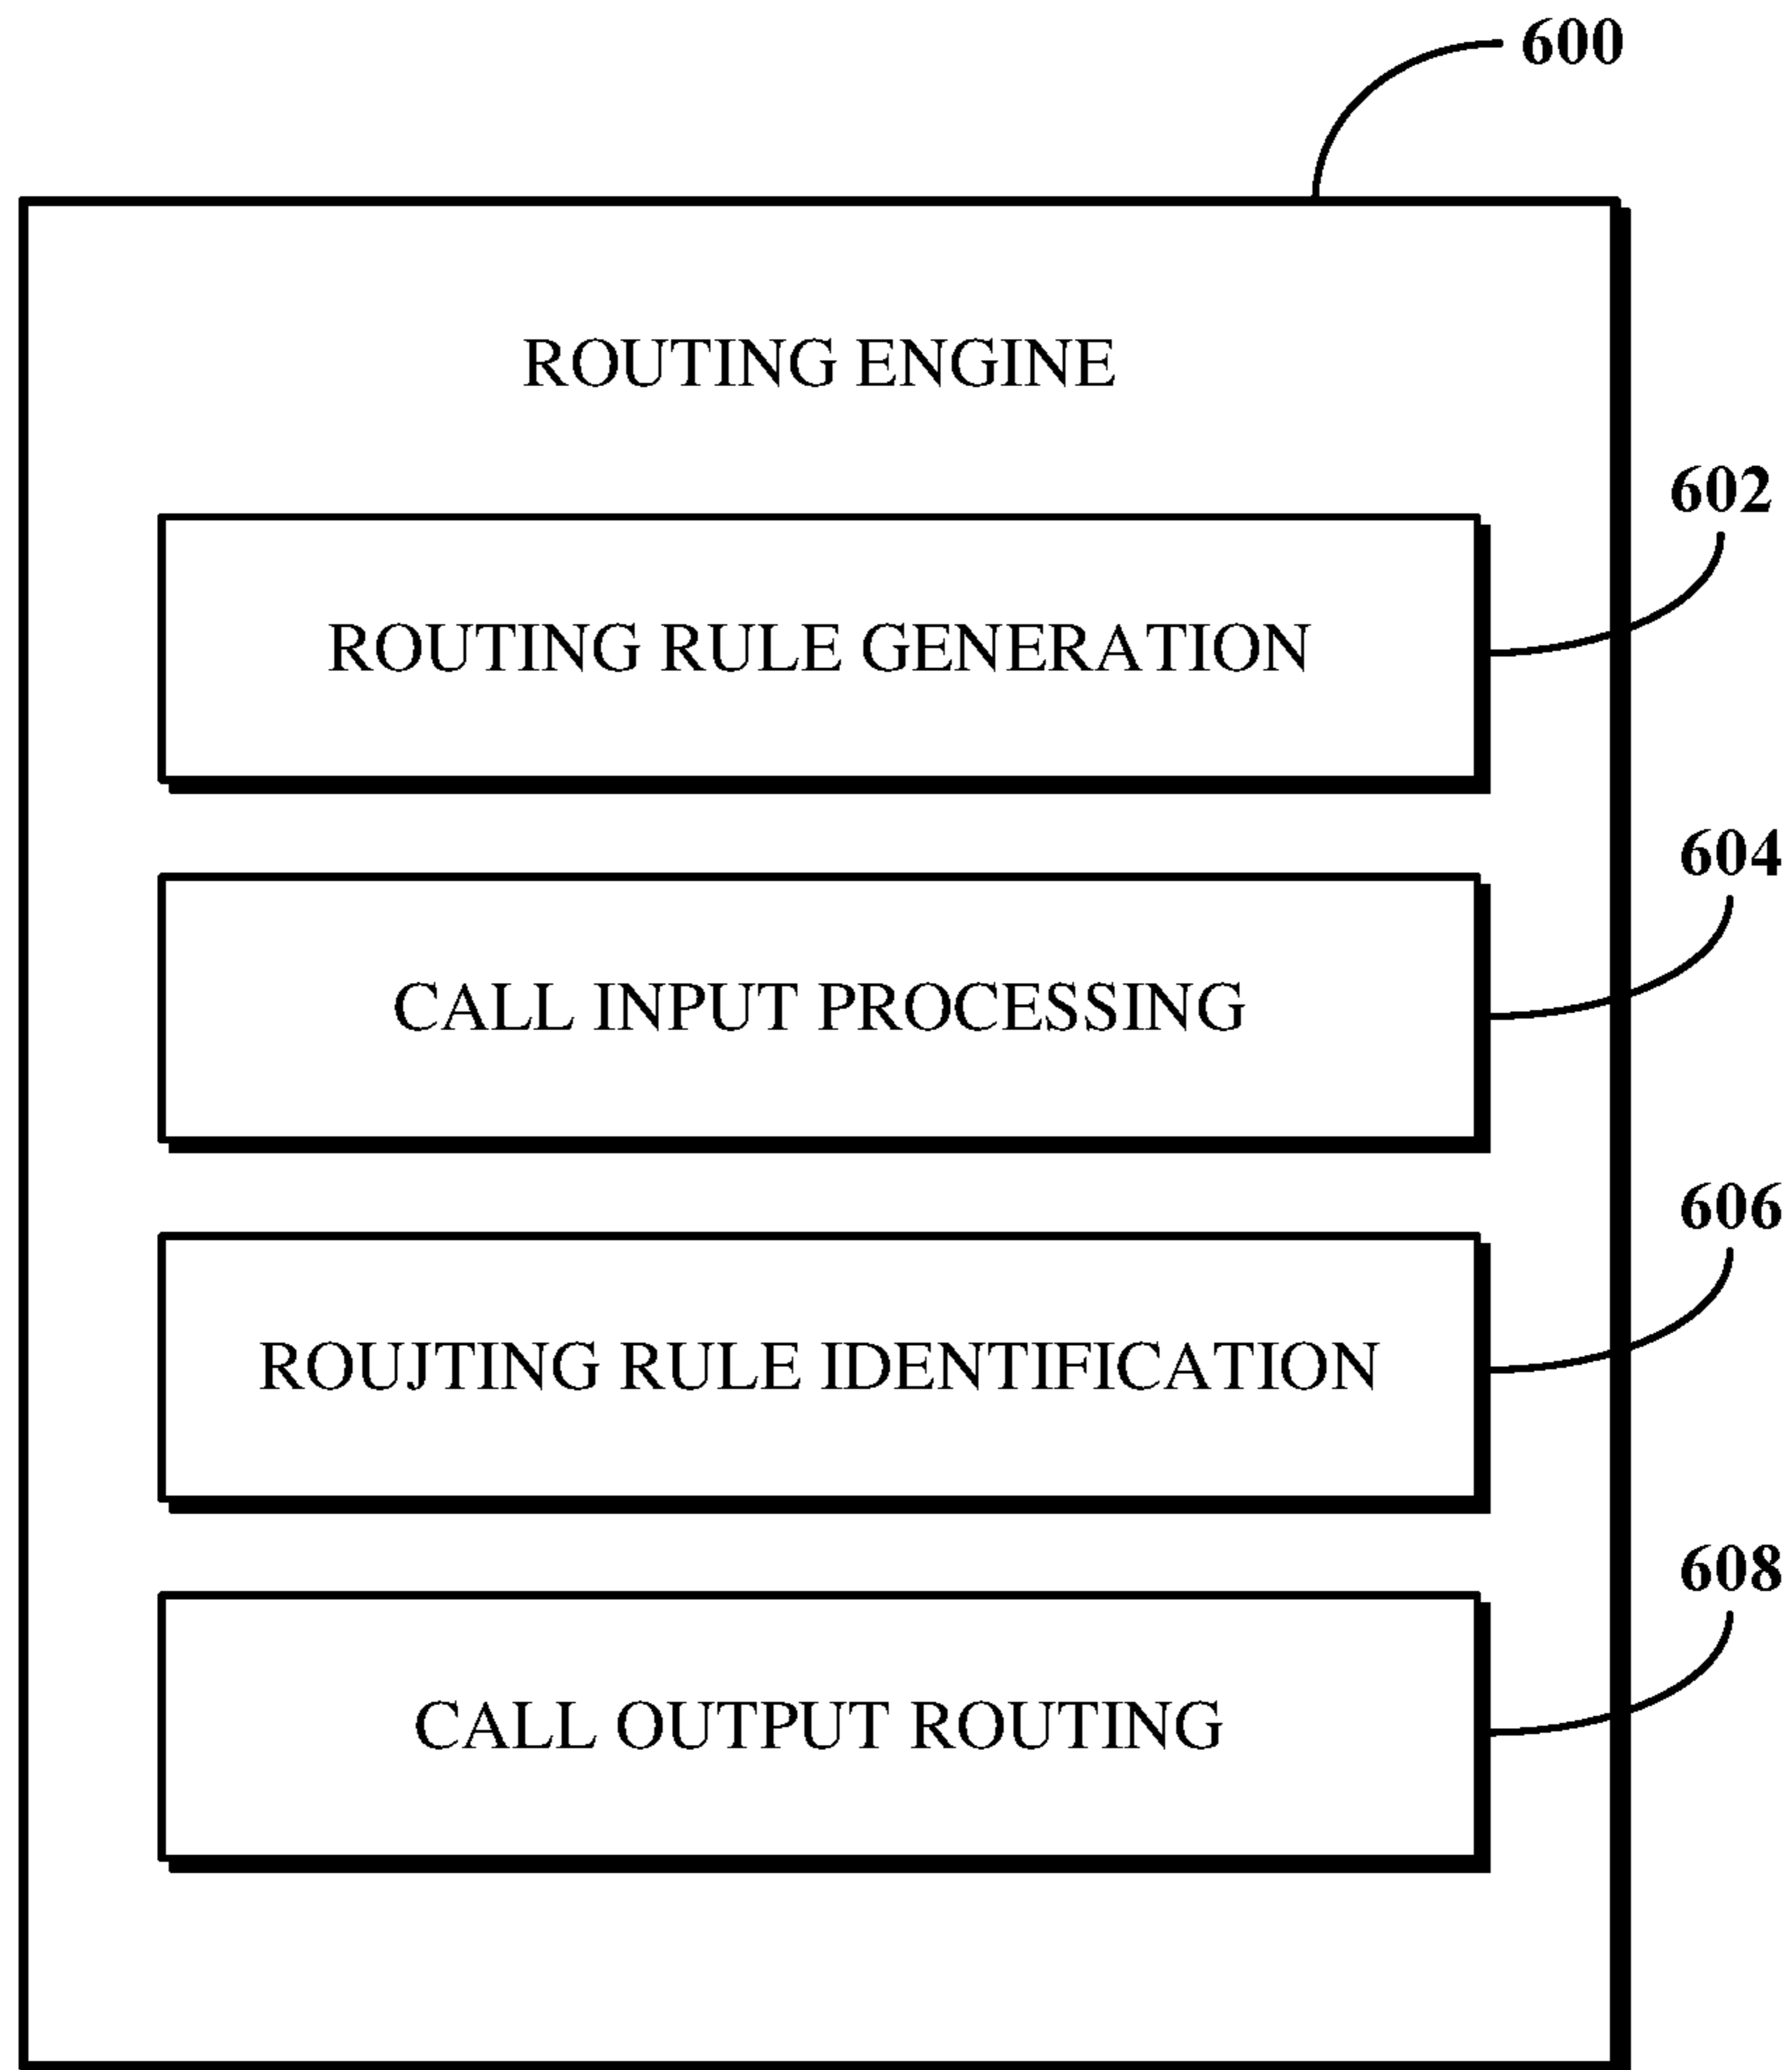 600
ROUTING ENGINE
602
ROUTING RULE GENERATION
604
CALL INPUT PROCESSING
606
ROUJTING RULE IDENTIFICATION
608
CALL OUTPUT ROUTING